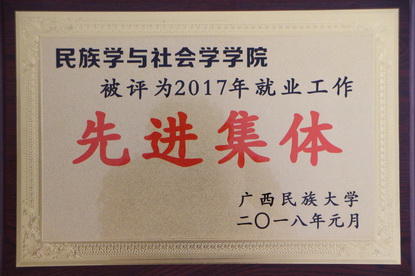 民族学与社会学学院
被评为2017年就业工作
先进集体
广西民族大学
二〇一八年元月